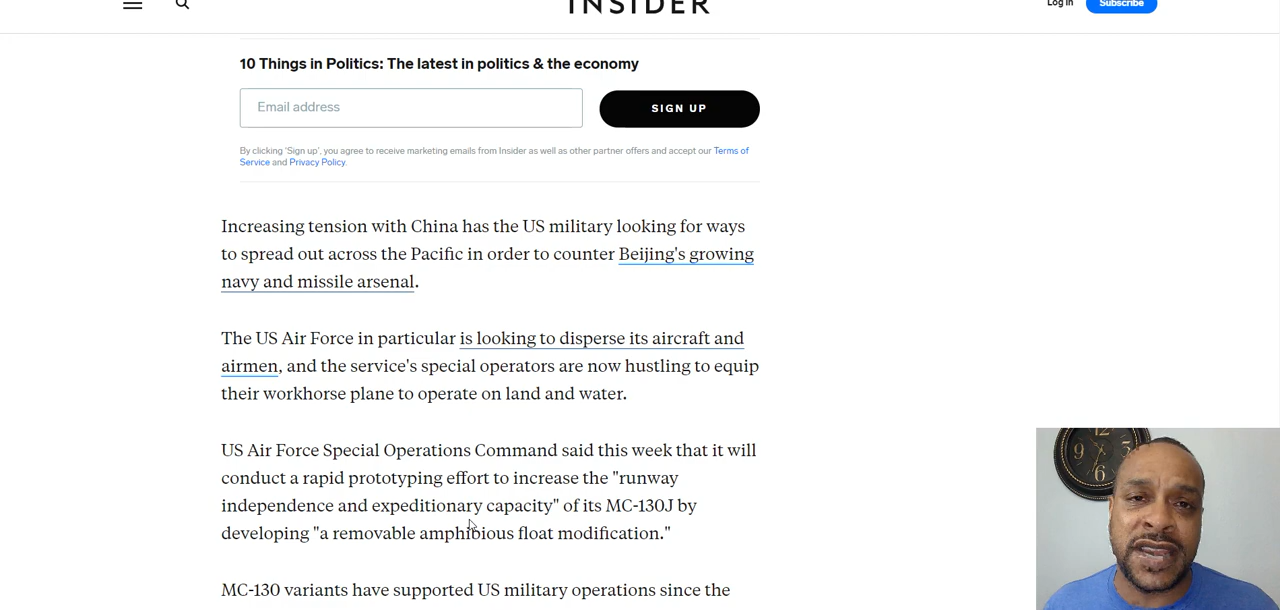 INSIDER
Log in
Subscribe
10 Things in Politics: The latest in politics & the economy
Email address
SIGN UP
By clicking ‘Sign up’, you agree to receive marketing emails from Insider as well as other partner offers and accept our Terms of
Service and Privacy Policy.
Increasing tension with China has the US military looking for ways
to spread out across the Pacific in order to counter Beijing's growing
navy and missile arsenal.
The US Air Force in particular is looking to disperse its aircraft and
airmen, and the service's special operators are now hustling to equip
their workhorse plane to operate on land and water.
US Air Force Special Operations Command said this week that it will
conduct a rapid prototyping effort to increase the "runway
independence and expeditionary capacity" of its MC-130J by
developing "a removable amphibious float modification."
MC-130 variants have supported US military operations since the
12
9
3
6